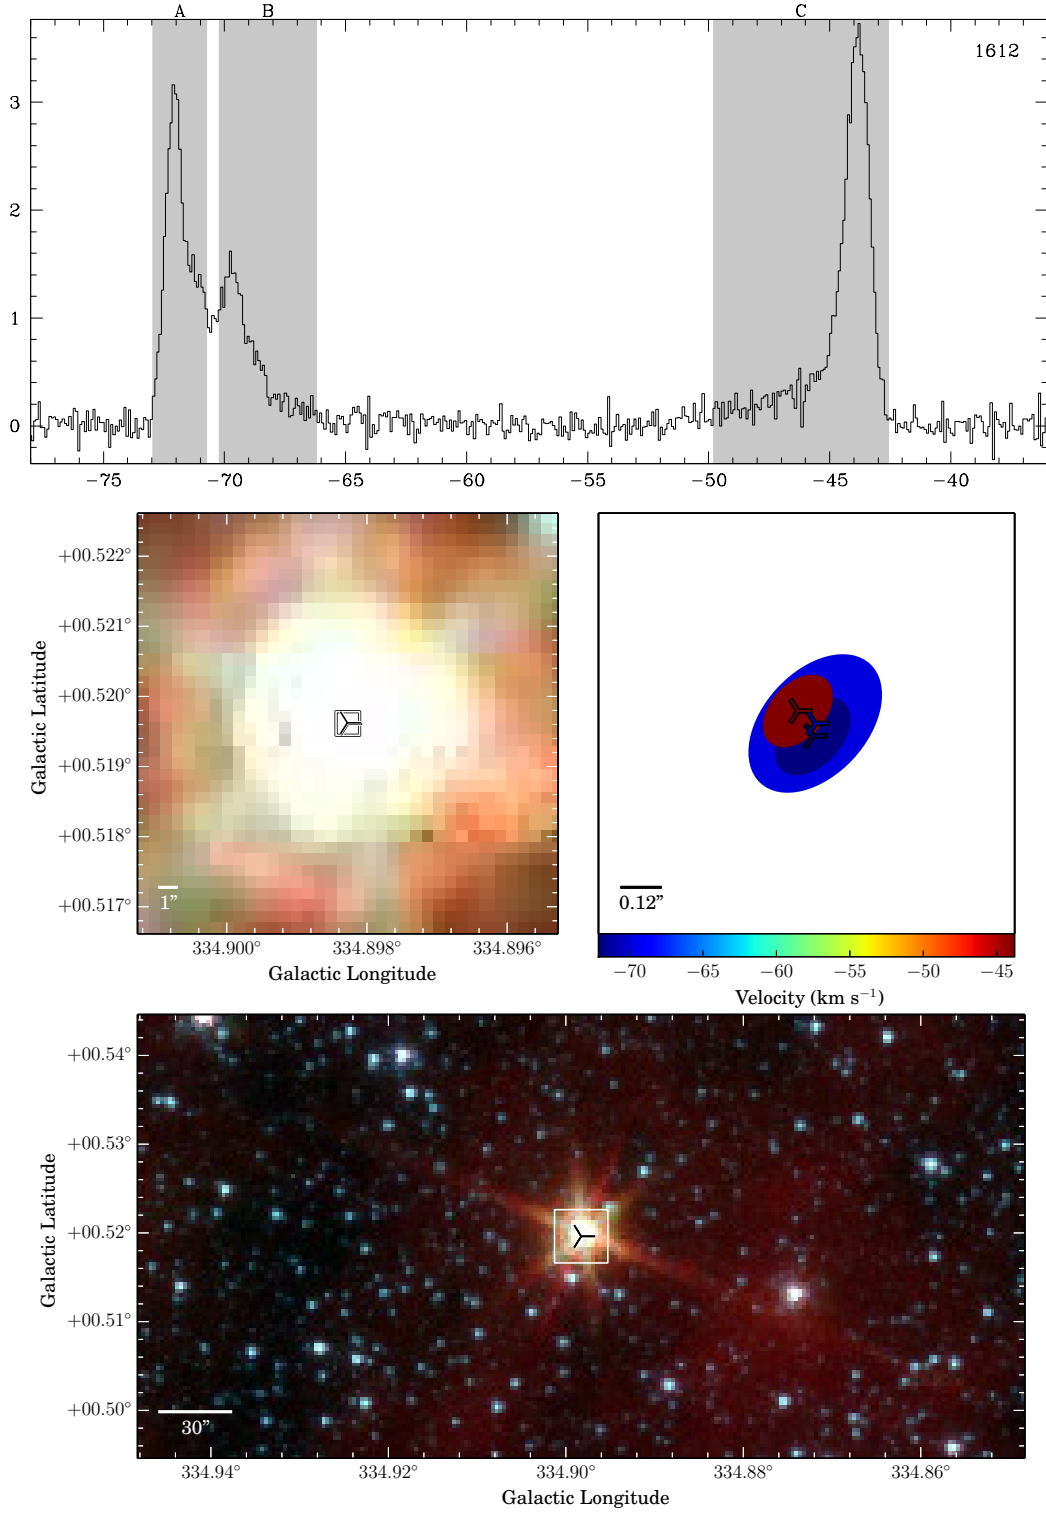 A B C
1612
3
2
1
0
−75 −70 −65 −60 −55 −50 −45 −40
+00.522°
+00.521°
+00.520°
+00.519°
+00.518°
+00.517°
Galactic Latitude
1”
334.900° 334.898° 334.896°
Galactic Longitude
0.12”
−70 −65 −60 −55 −50 −45
Velocity (km s⁻¹)
+00.54°
+00.53°
+00.52°
+00.51°
+00.50°
Galactic Latitude
30”
334.94° 334.92° 334.90° 334.88° 334.86°
Galactic Longitude